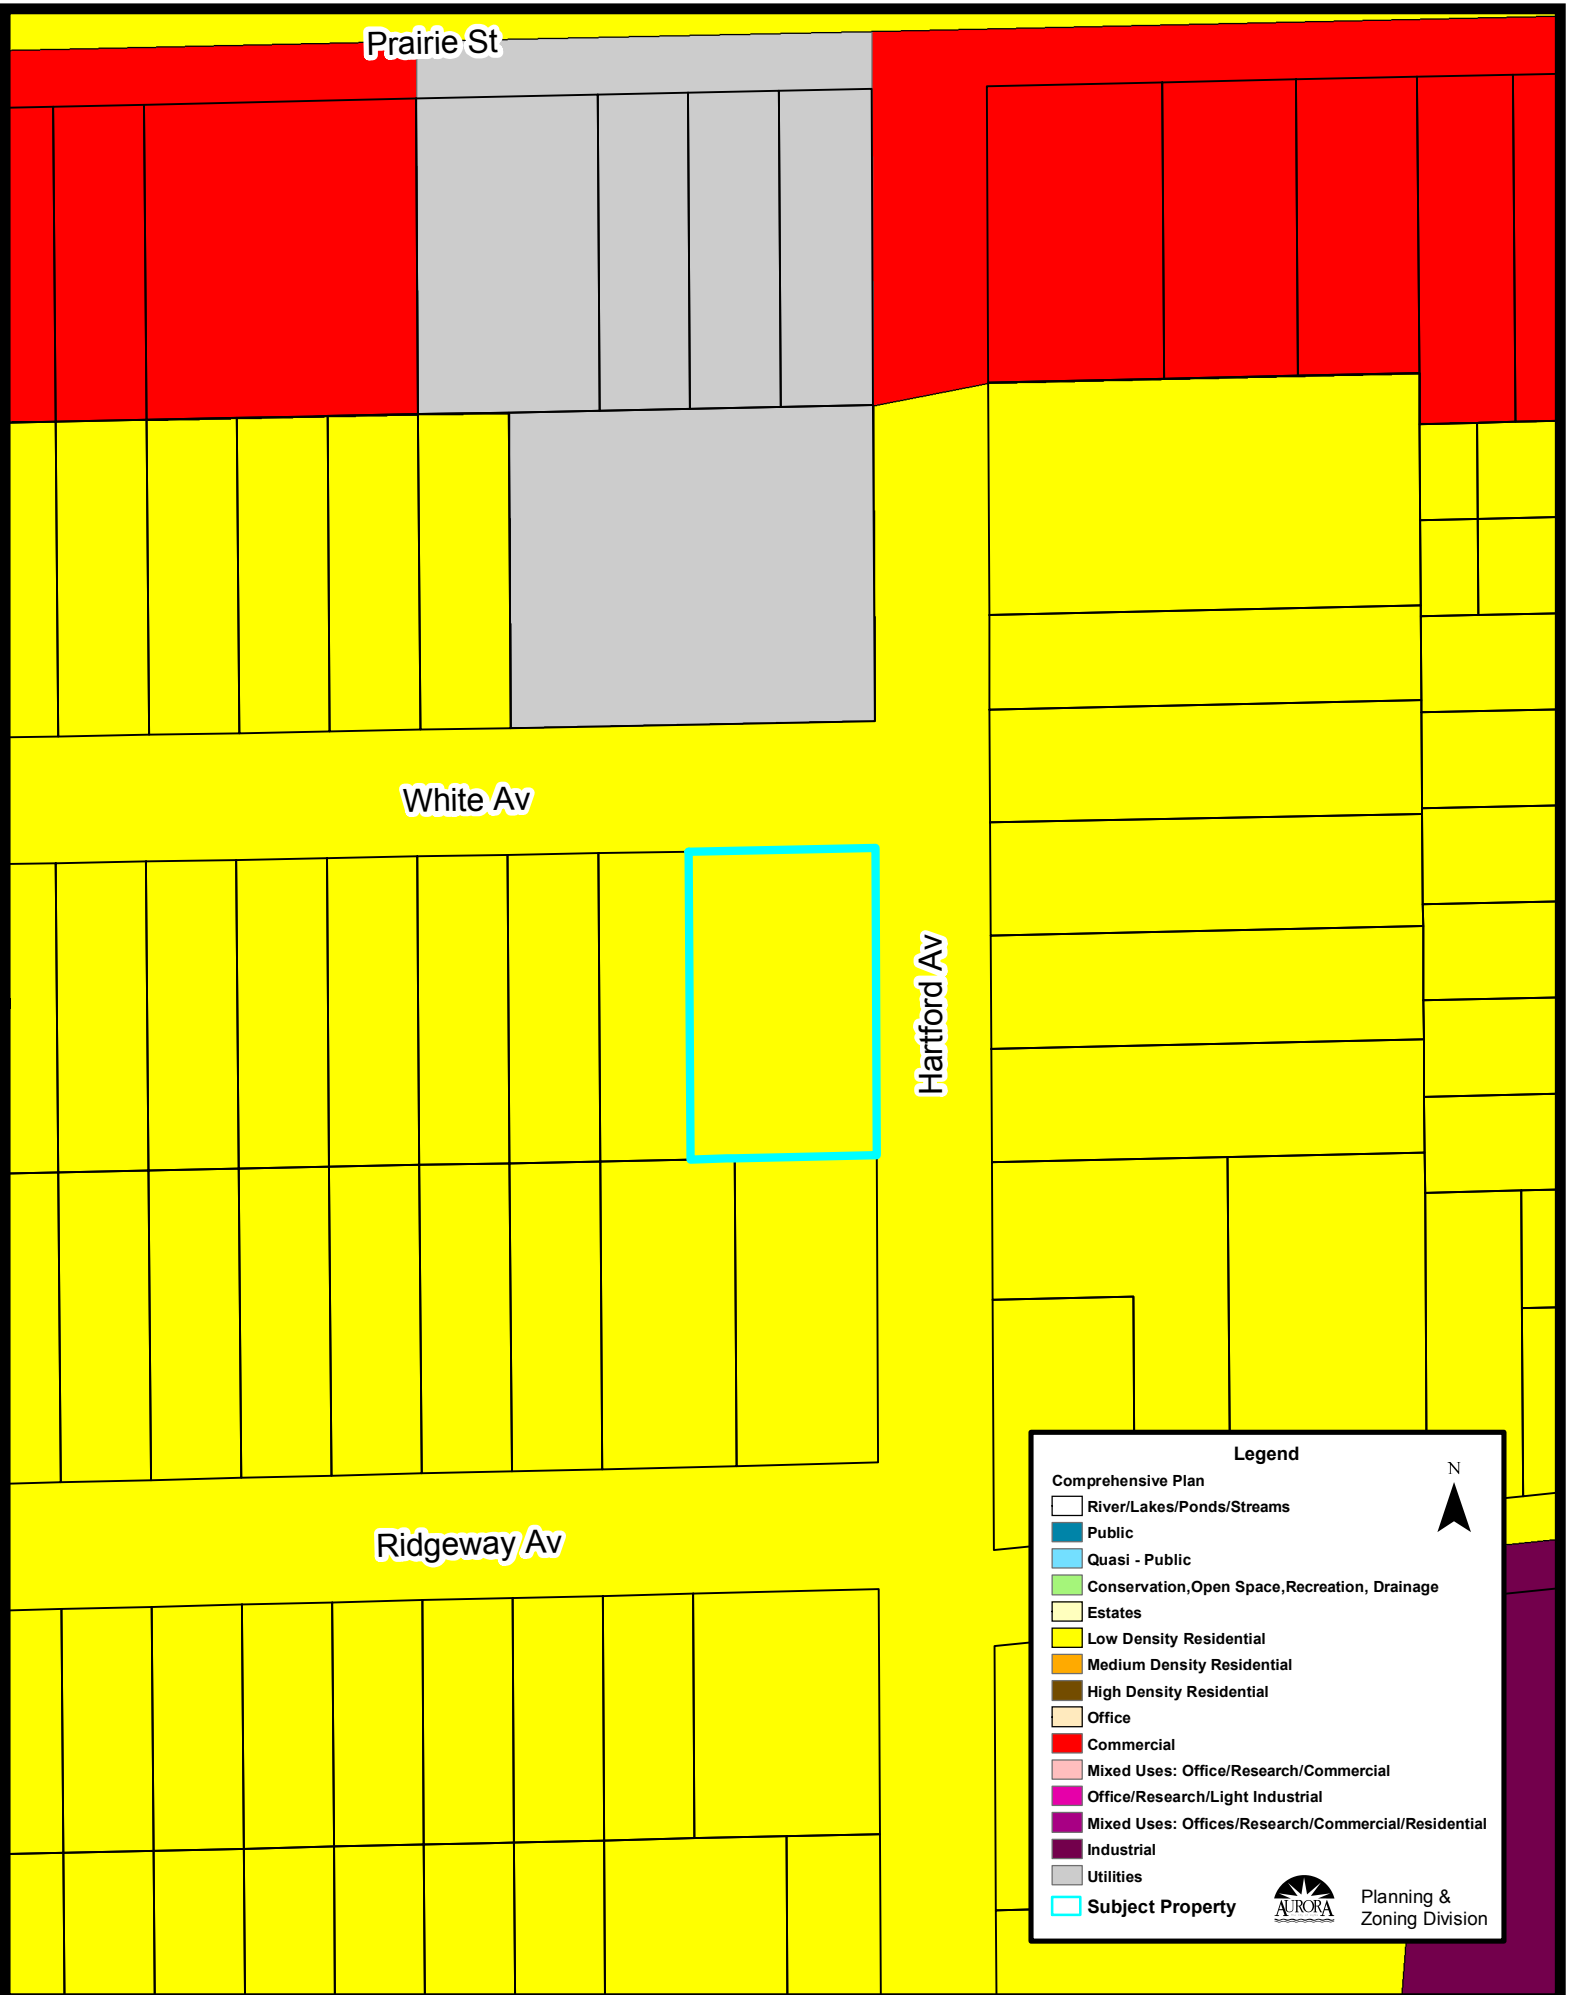 Prairie St
White Av
Hartford Av
Ridgeway Av
Legend
N
Comprehensive Plan
River/Lakes/Ponds/Streams
Public
Quasi - Public
Conservation,Open Space,Recreation, Drainage
Estates
Low Density Residential
Medium Density Residential
High Density Residential
Office
Commercial
Mixed Uses: Office/Research/Commercial
Office/Research/Light Industrial
Mixed Uses: Offices/Research/Commercial/Residential
Industrial
Utilities
Subject Property
AURORA
Planning &
Zoning Division